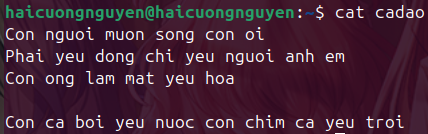 haicuongnguyen@haicuongnguyen:~$ cat cadao
Con nguoi muon song con oi
Phai yeu dong chi yeu nguoi anh em
Con ong lam mat yeu hoa
Con ca boi yeu nuoc con chim ca yeu troi